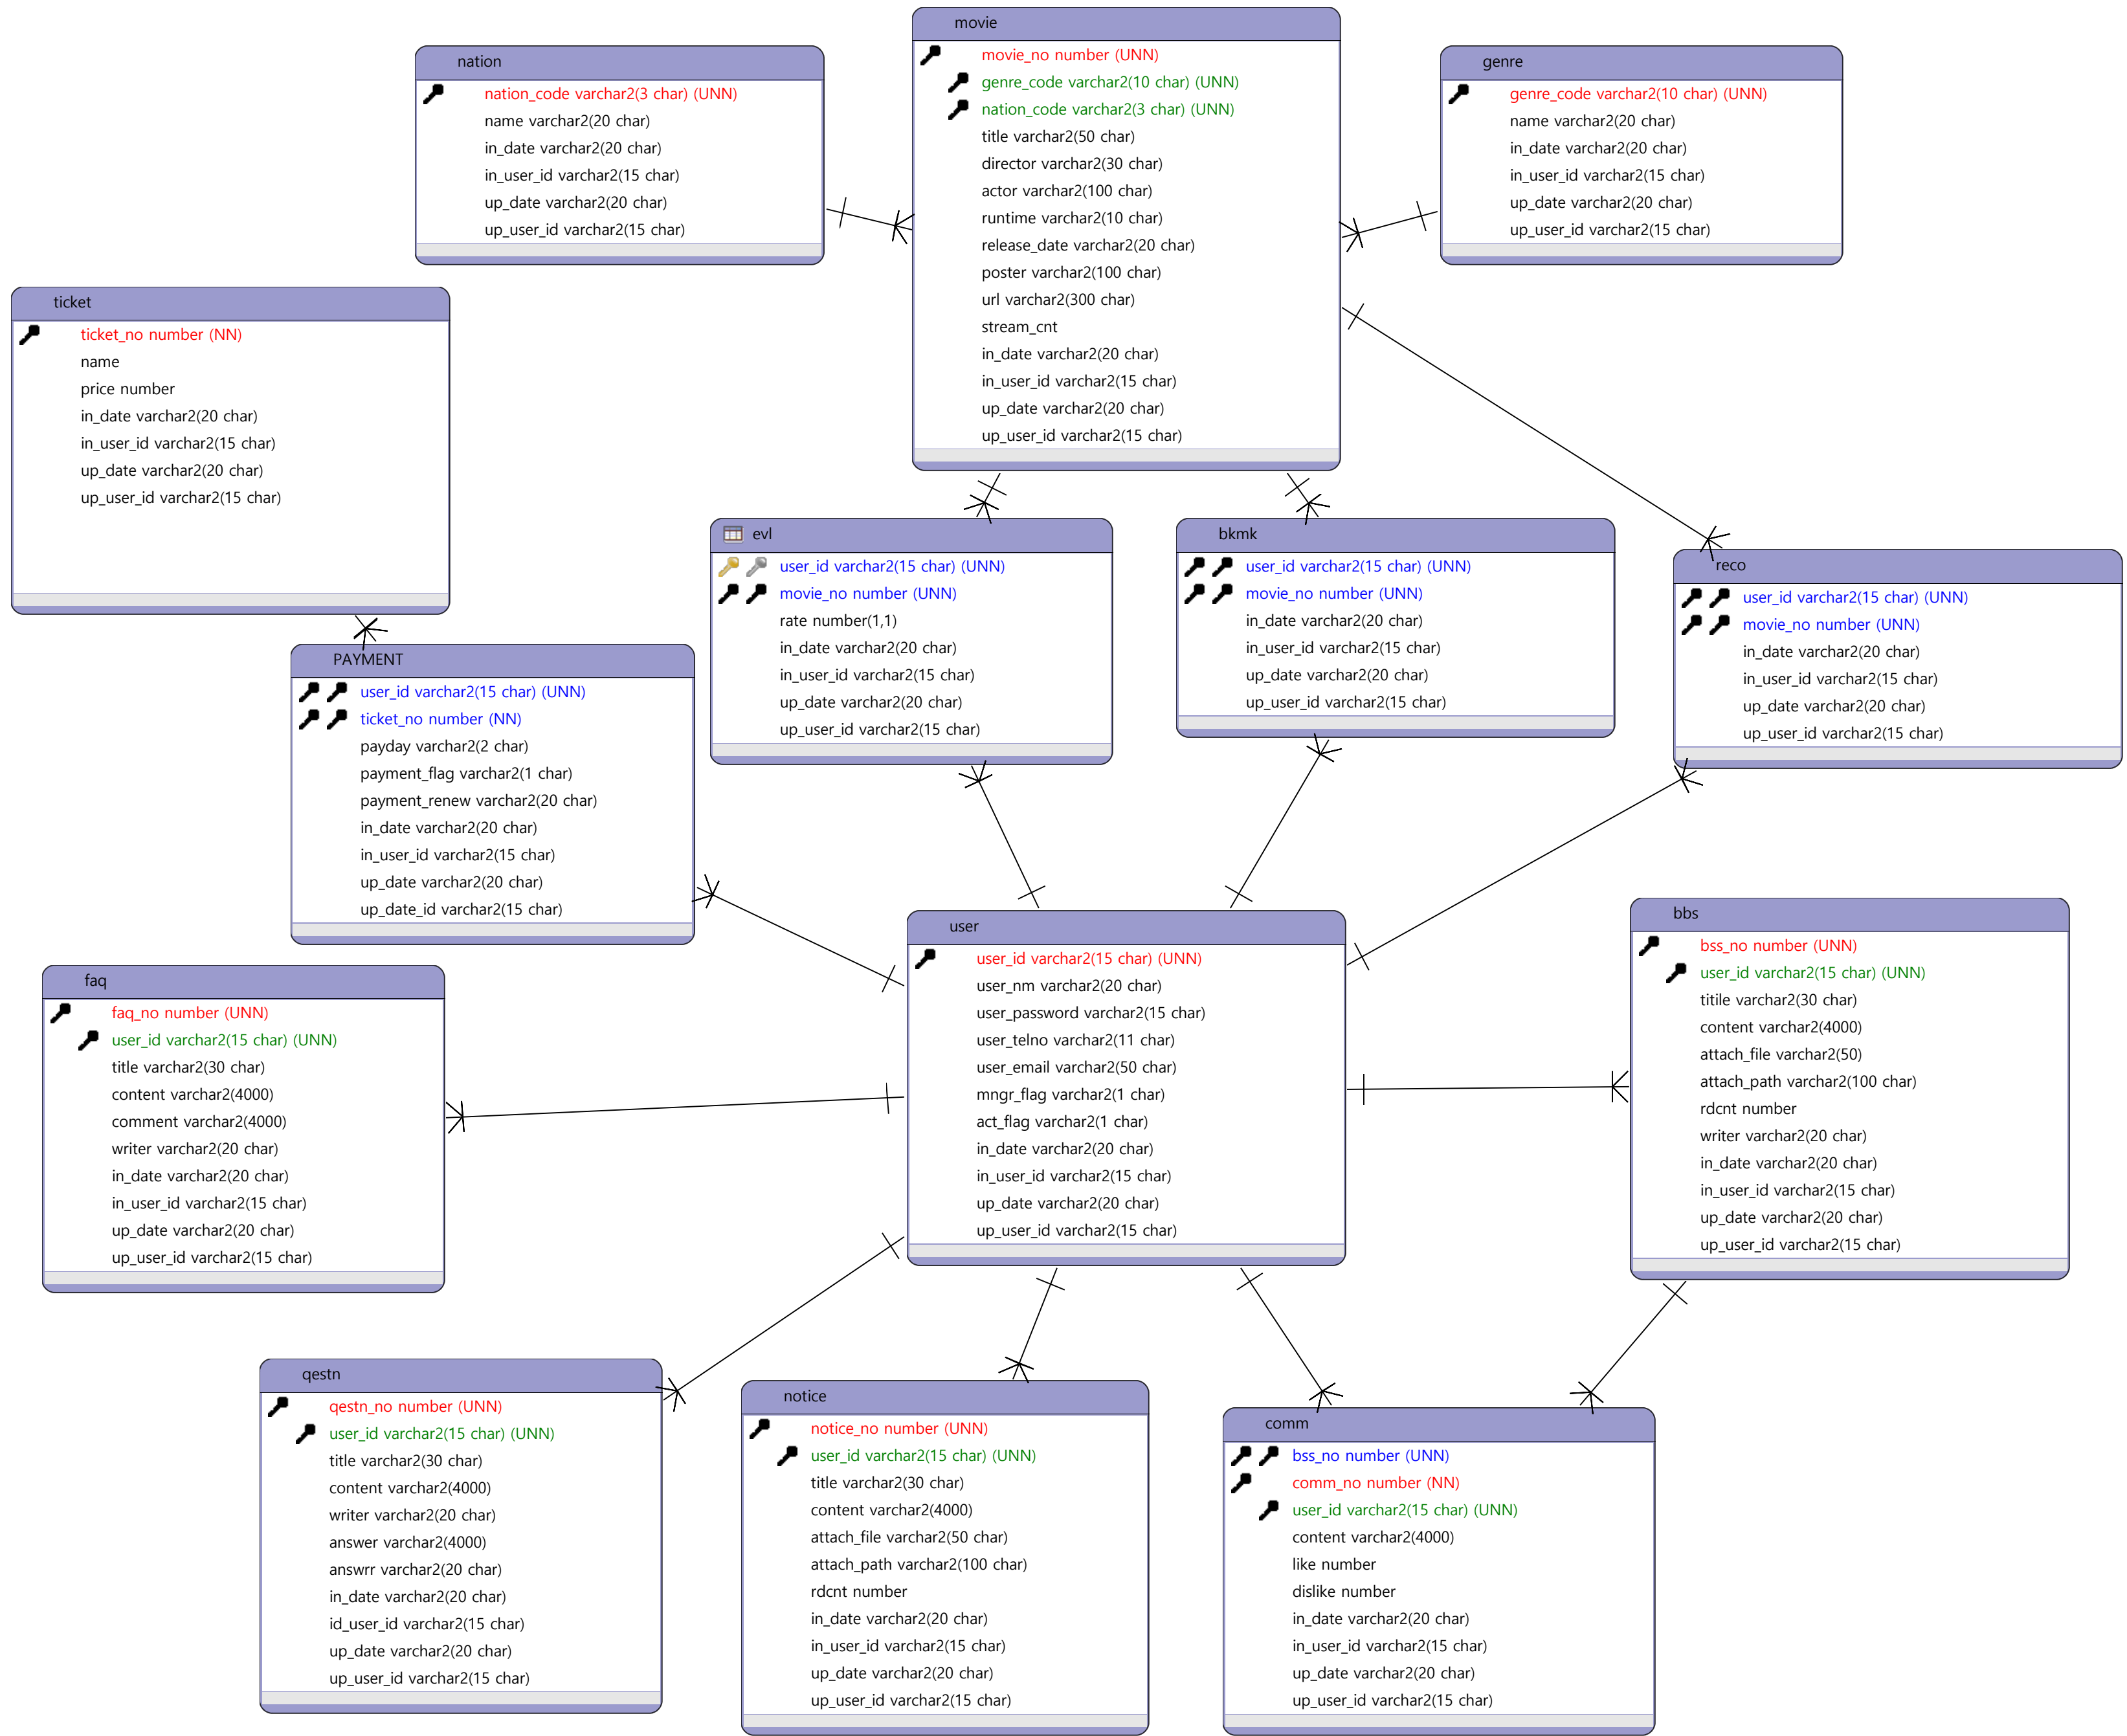 movie
movie_no number (UNN)
genre_code varchar2(10 char) (UNN)
nation_code varchar2(3 char) (UNN)
title varchar2(50 char)
director varchar2(30 char)
actor varchar2(100 char)
runtime varchar2(10 char)
release_date varchar2(20 char)
poster varchar2(100 char)
url varchar2(300 char)
stream_cnt
in_date varchar2(20 char)
in_user_id varchar2(15 char)
up_date varchar2(20 char)
up_user_id varchar2(15 char)
nation
nation_code varchar2(3 char) (UNN)
name varchar2(20 char)
in_date varchar2(20 char)
in_user_id varchar2(15 char)
up_date varchar2(20 char)
up_user_id varchar2(15 char)
genre
genre_code varchar2(10 char) (UNN)
name varchar2(20 char)
in_date varchar2(20 char)
in_user_id varchar2(15 char)
up_date varchar2(20 char)
up_user_id varchar2(15 char)
ticket
ticket_no number (NN)
name
price number
in_date varchar2(20 char)
in_user_id varchar2(15 char)
up_date varchar2(20 char)
up_user_id varchar2(15 char)
evl
user_id varchar2(15 char) (UNN)
movie_no number (UNN)
rate number(1,1)
in_date varchar2(20 char)
in_user_id varchar2(15 char)
up_date varchar2(20 char)
up_user_id varchar2(15 char)
bkmk
user_id varchar2(15 char) (UNN)
movie_no number (UNN)
in_date varchar2(20 char)
in_user_id varchar2(15 char)
up_date varchar2(20 char)
up_user_id varchar2(15 char)
reco
user_id varchar2(15 char) (UNN)
movie_no number (UNN)
in_date varchar2(20 char)
in_user_id varchar2(15 char)
up_date varchar2(20 char)
up_user_id varchar2(15 char)
PAYMENT
user_id varchar2(15 char) (UNN)
ticket_no number (NN)
payday varchar2(2 char)
payment_flag varchar2(1 char)
payment_renew varchar2(20 char)
in_date varchar2(20 char)
in_user_id varchar2(15 char)
up_date varchar2(20 char)
up_date_id varchar2(15 char)
user
user_id varchar2(15 char) (UNN)
user_nm varchar2(20 char)
user_password varchar2(15 char)
user_telno varchar2(11 char)
user_email varchar2(50 char)
mngr_flag varchar2(1 char)
act_flag varchar2(1 char)
in_date varchar2(20 char)
in_user_id varchar2(15 char)
up_date varchar2(20 char)
up_user_id varchar2(15 char)
bbs
bss_no number (UNN)
user_id varchar2(15 char) (UNN)
titile varchar2(30 char)
content varchar2(4000)
attach_file varchar2(50)
attach_path varchar2(100 char)
rdcnt number
writer varchar2(20 char)
in_date varchar2(20 char)
in_user_id varchar2(15 char)
up_date varchar2(20 char)
up_user_id varchar2(15 char)
faq
faq_no number (UNN)
user_id varchar2(15 char) (UNN)
title varchar2(30 char)
content varchar2(4000)
comment varchar2(4000)
writer varchar2(20 char)
in_date varchar2(20 char)
in_user_id varchar2(15 char)
up_date varchar2(20 char)
up_user_id varchar2(15 char)
qestn
qestn_no number (UNN)
user_id varchar2(15 char) (UNN)
title varchar2(30 char)
content varchar2(4000)
writer varchar2(20 char)
answer varchar2(4000)
answrr varchar2(20 char)
in_date varchar2(20 char)
id_user_id varchar2(15 char)
up_date varchar2(20 char)
up_user_id varchar2(15 char)
notice
notice_no number (UNN)
user_id varchar2(15 char) (UNN)
title varchar2(30 char)
content varchar2(4000)
attach_file varchar2(50 char)
attach_path varchar2(100 char)
rdcnt number
in_date varchar2(20 char)
in_user_id varchar2(15 char)
up_date varchar2(20 char)
up_user_id varchar2(15 char)
comm
bss_no number (UNN)
comm_no number (NN)
user_id varchar2(15 char) (UNN)
content varchar2(4000)
like number
dislike number
in_date varchar2(20 char)
in_user_id varchar2(15 char)
up_date varchar2(20 char)
up_user_id varchar2(15 char)